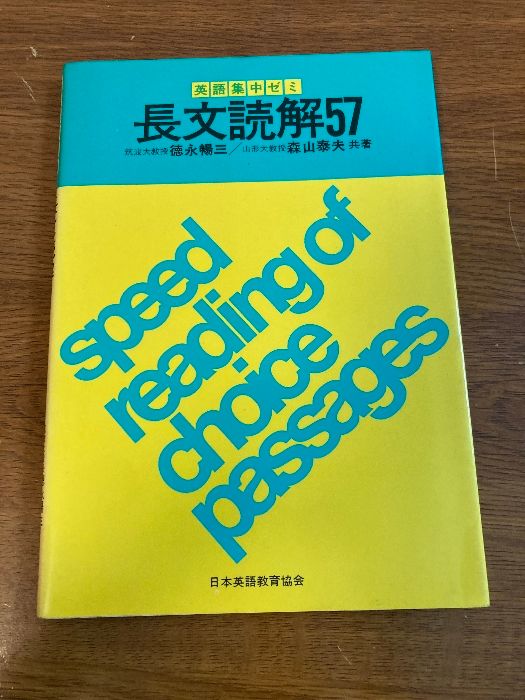 英語集中ゼミ
長文読解57
筑波大教授 徳永暢三／山形大教授 森山泰夫 共著
speed
reading of
choice
passages
日本英語教育協会